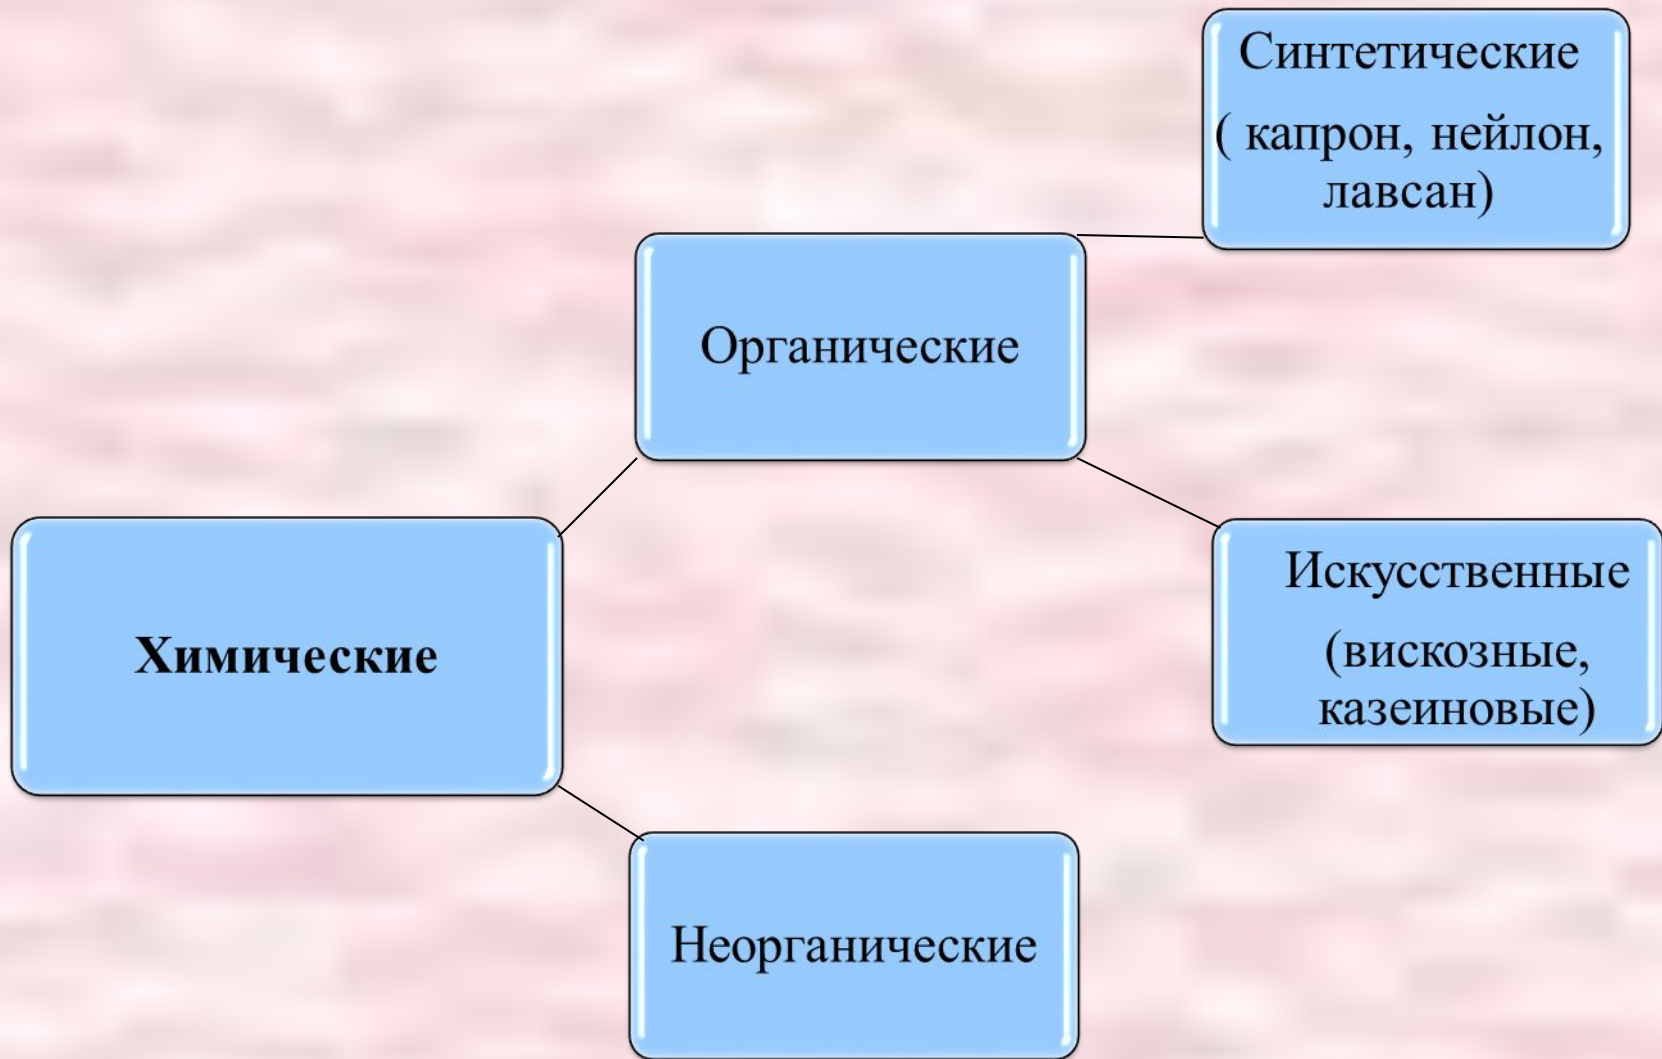 Синтетические
( капрон, нейлон,
лавсан)
Органические
Искусственные
(вискозные,
казеиновые)
Химические
Неорганические